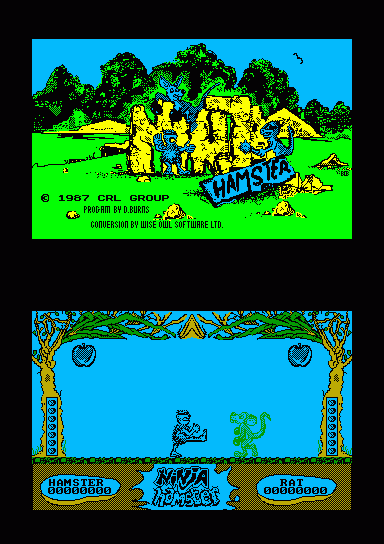 NINJA
HAMSTER
© 1987 CRL GROUP
PROGRAM BY D.BURNS
CONVERSION BY WISE OWL SOFTWARE LTD.
HAMSTER
00000000
NINJA
HAMSTER
RAT
00000000